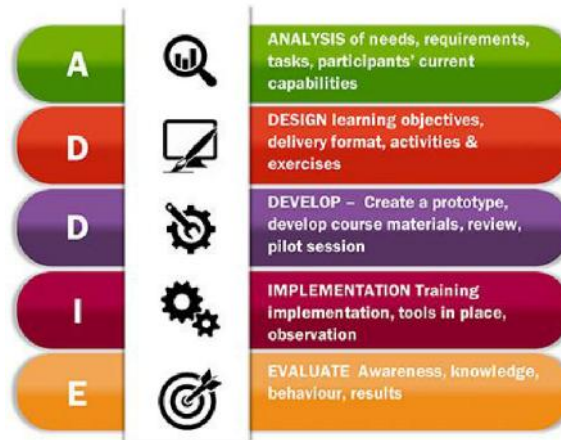 A
ANALYSIS of needs, requirements,
tasks, participants' current
capabilities
D
DESIGN learning objectives,
delivery format, activities &
exercises
D
DEVELOP – Create a prototype,
develop course materials, review,
pilot session
I
IMPLEMENTATION Training
implementation, tools in place,
observation
E
EVALUATE Awareness, knowledge,
behaviour, results